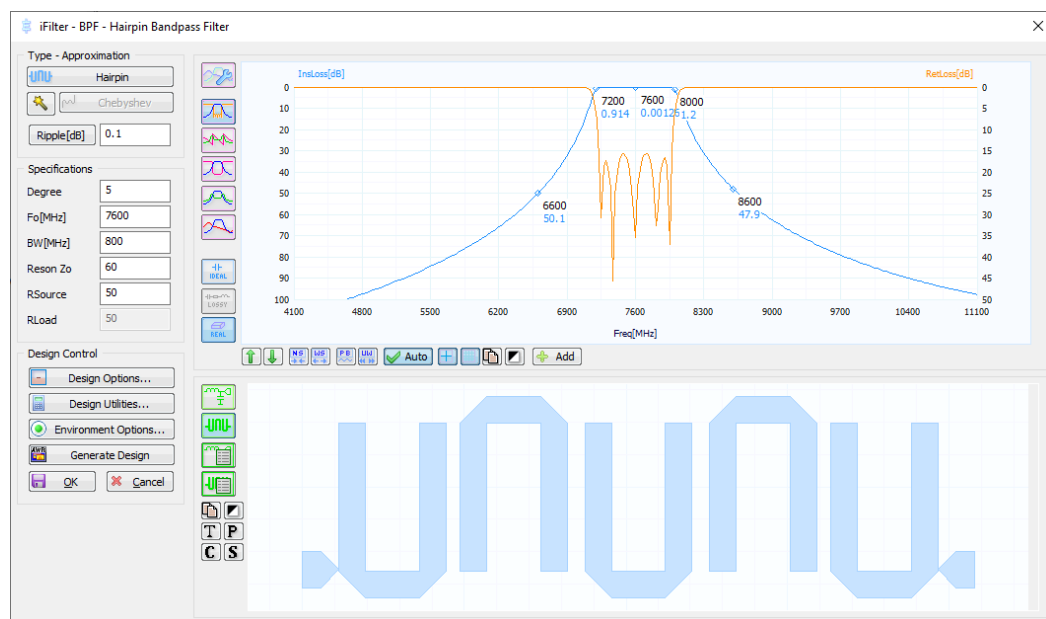 iFilter - BPF - Hairpin Bandpass Filter
Type - Approximation
Hairpin
Chebyshev
Ripple[dB] 0.1
Specifications
Degree 5
Fo[MHz] 7600
BW[MHz] 800
Reson Zo 60
RSource 50
RLoad 50
Design Control
Design Options...
Design Utilities...
Environment Options...
Generate Design
OK Cancel
IDEAL
LOSSY
REAL
InsLoss[dB] RetLoss[dB]
0 0
7200 7600 8000
0.914 0.00126 1.2
10 5
20 10
30 15
40 20
50 25
6600 8600
50.1 47.9
60 30
70 35
80 40
90 45
100 50
4100 4800 5500 6200 6900 7600 8300 9000 9700 10400 11100
Freq[MHz]
NS WS PB UW Auto Add
T P
C S